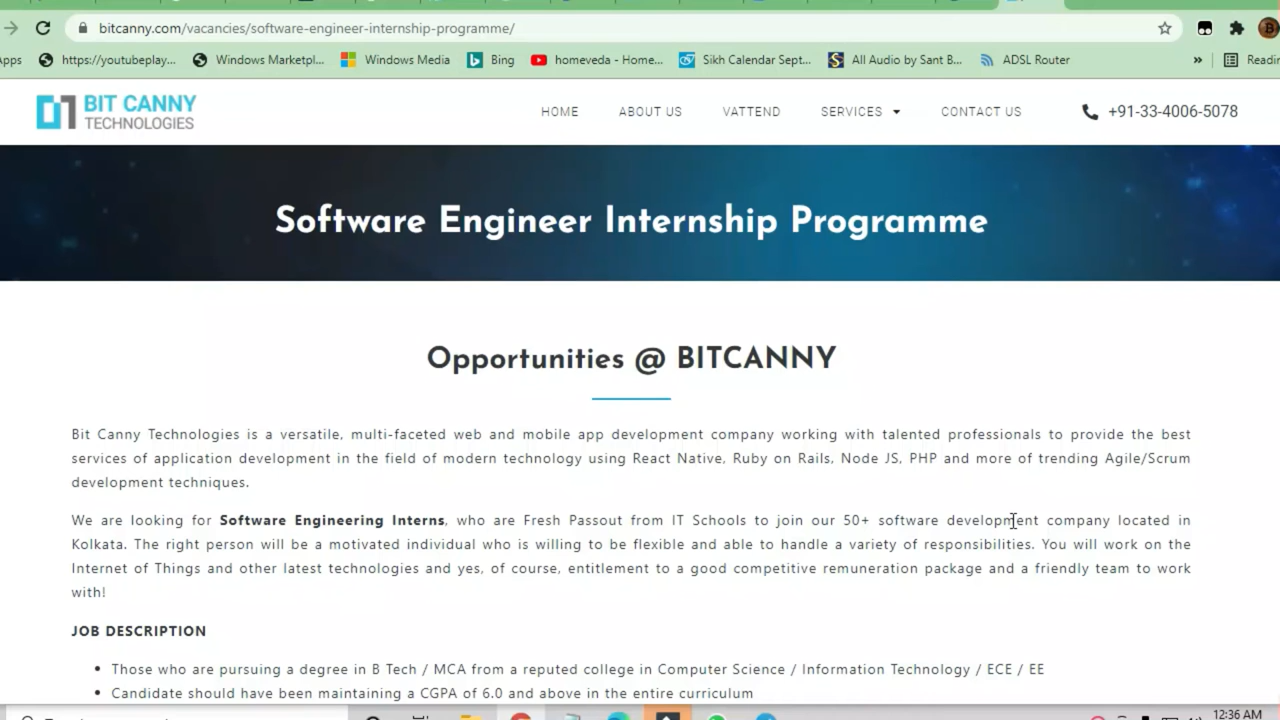 bitcanny.com/vacancies/software-engineer-internship-programme/
https://youtubeplay... Windows Marketpl... Windows Media Bing homeveda - Home... Sikh Calendar Sept... All Audio by Sant B... ADSL Router »
BIT CANNY
TECHNOLOGIES
HOME ABOUT US VATTEND SERVICES CONTACT US +91-33-4006-5078
Software Engineer Internship Programme
Opportunities @ BITCANNY
Bit Canny Technologies is a versatile, multi-faceted web and mobile app development company working with talented professionals to provide the best
services of application development in the field of modern technology using React Native, Ruby on Rails, Node JS, PHP and more of trending Agile/Scrum
development techniques.
We are looking for Software Engineering Interns, who are Fresh Passout from IT Schools to join our 50+ software development company located in
Kolkata. The right person will be a motivated individual who is willing to be flexible and able to handle a variety of responsibilities. You will work on the
Internet of Things and other latest technologies and yes, of course, entitlement to a good competitive remuneration package and a friendly team to work
with!
JOB DESCRIPTION
• Those who are pursuing a degree in B Tech / MCA from a reputed college in Computer Science / Information Technology / ECE / EE
• Candidate should have been maintaining a CGPA of 6.0 and above in the entire curriculum
12:36 AM